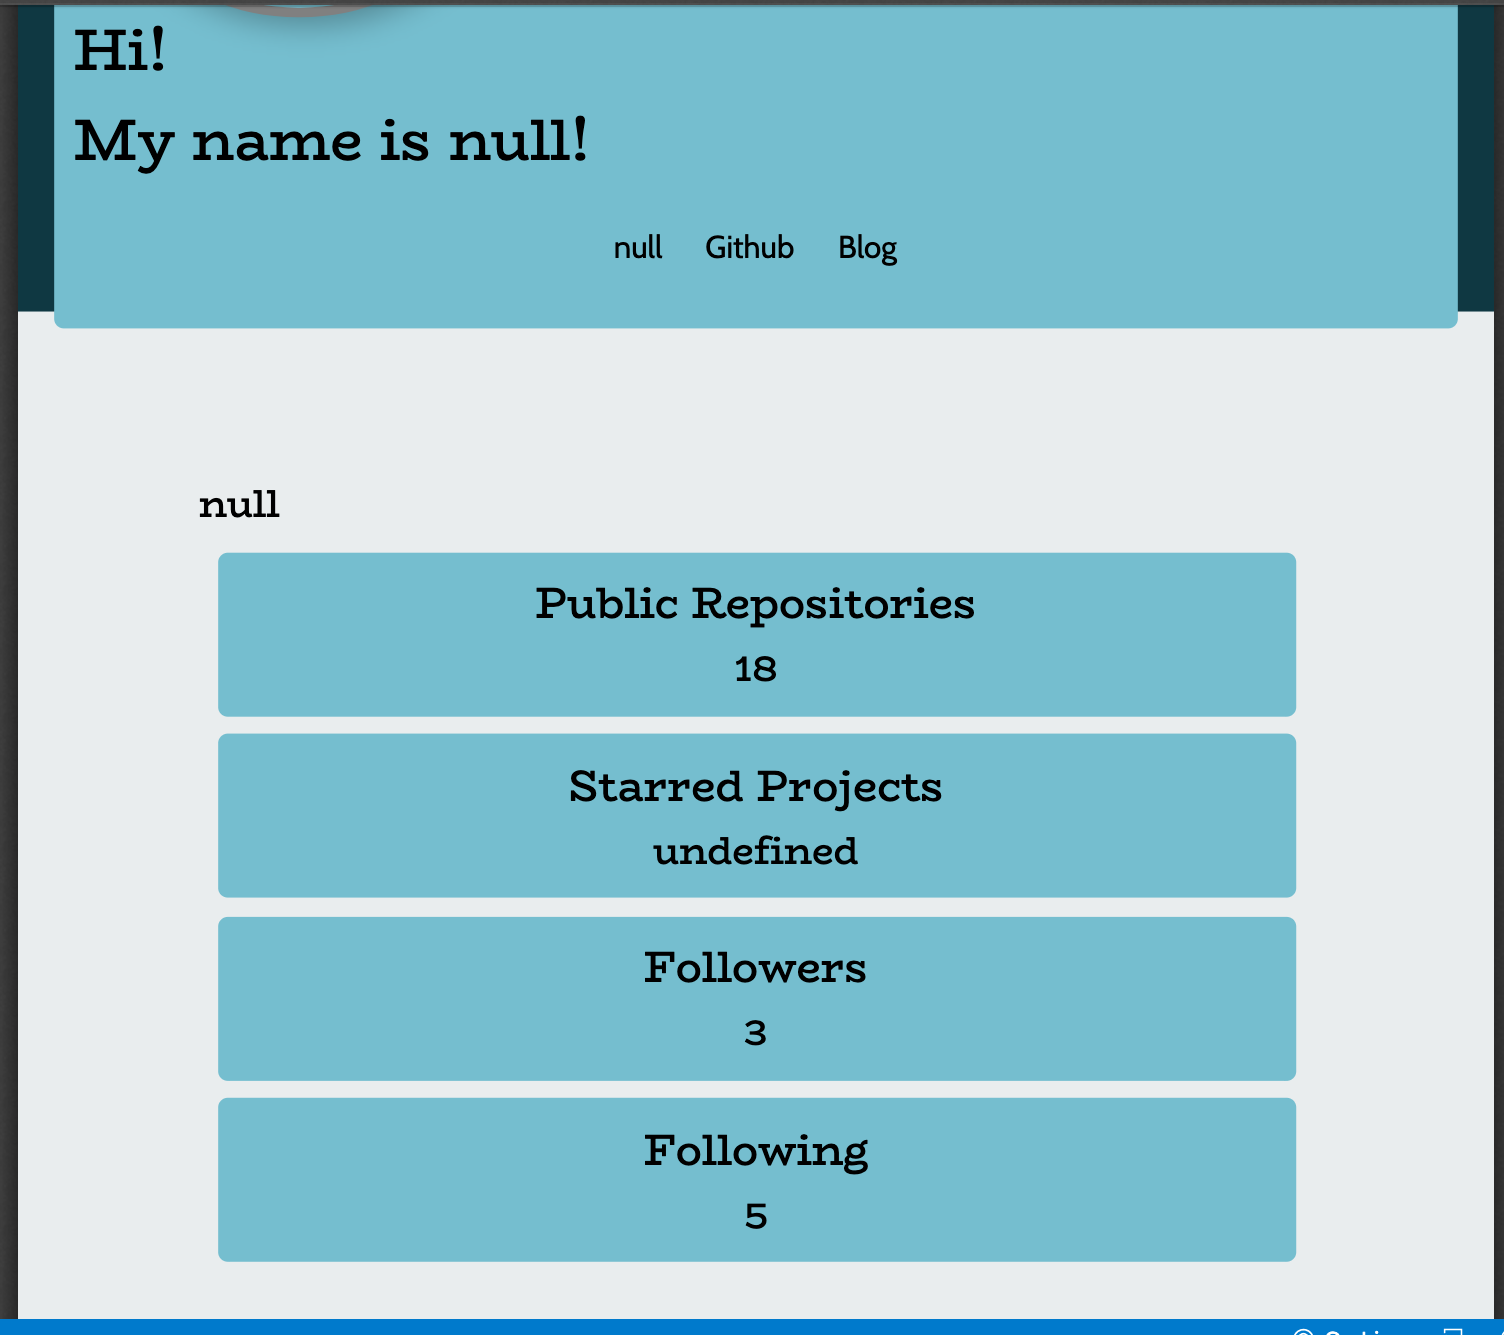 Hi!
My name is null!
null Github Blog
null
Public Repositories
18
Starred Projects
undefined
Followers
3
Following
5